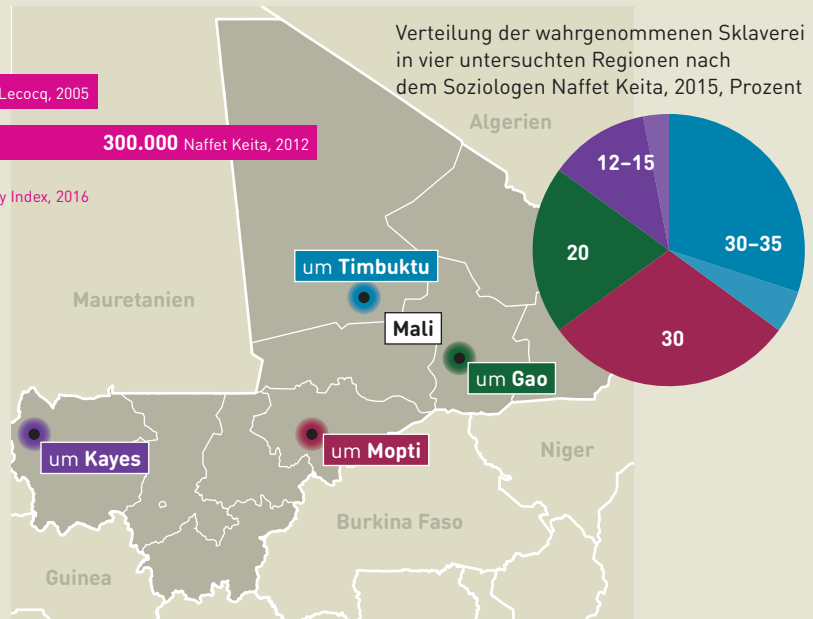 Verteilung der wahrgenommenen Sklaverei
in vier untersuchten Regionen nach
dem Soziologen Naffet Keita, 2015, Prozent
Lecocq, 2005
300.000 Naffet Keita, 2012
y Index, 2016
Algerien
12–15
30–35
20
30
um Timbuktu
Mauretanien
Mali
um Gao
um Kayes
um Mopti
Niger
Burkina Faso
Guinea